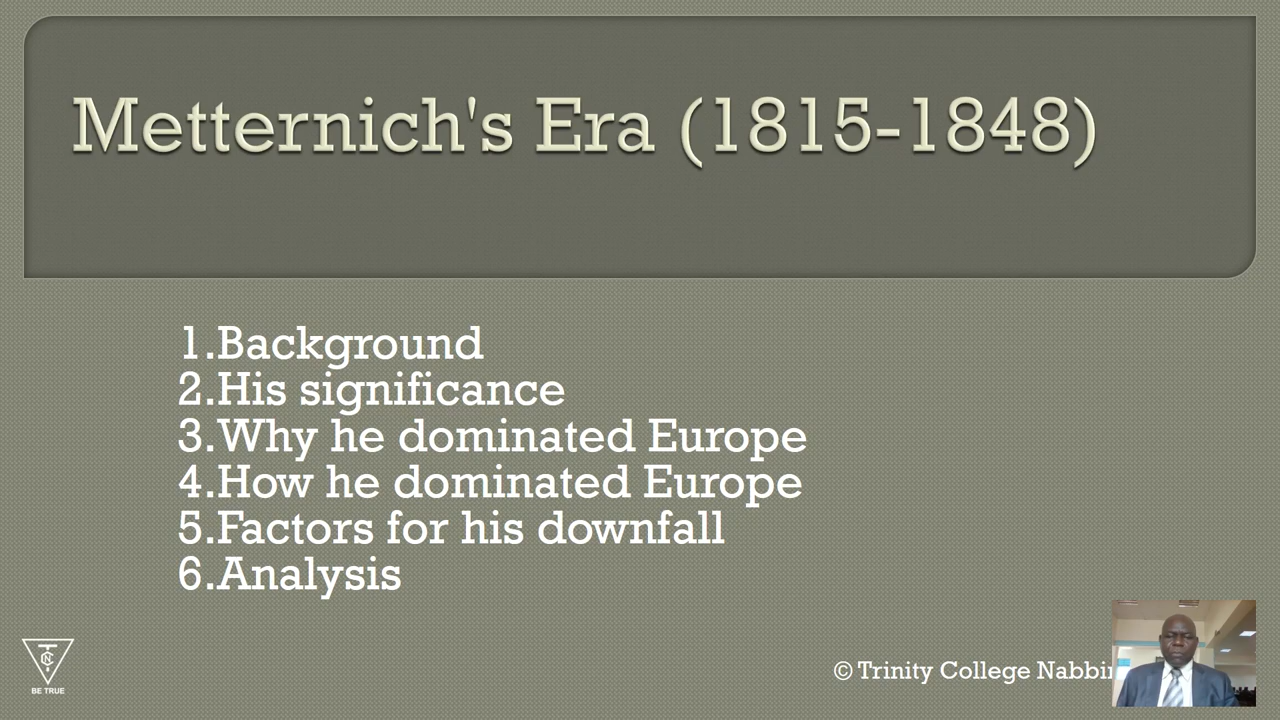 Metternich's Era (1815-1848)
1.Background
2.His significance
3.Why he dominated Europe
4.How he dominated Europe
5.Factors for his downfall
6.Analysis
BE TRUE
© Trinity College